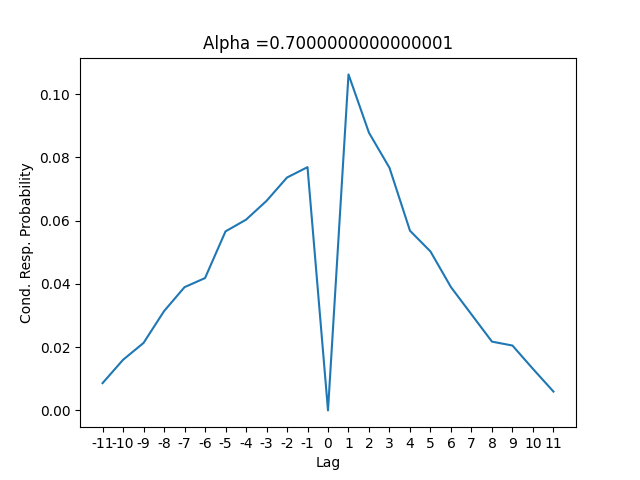 Alpha =0.7000000000000001
Cond. Resp. Probability
0.10
0.08
0.06
0.04
0.02
0.00
-11 -10 -9 -8 -7 -6 -5 -4 -3 -2 -1 0 1 2 3 4 5 6 7 8 9 10 11
Lag